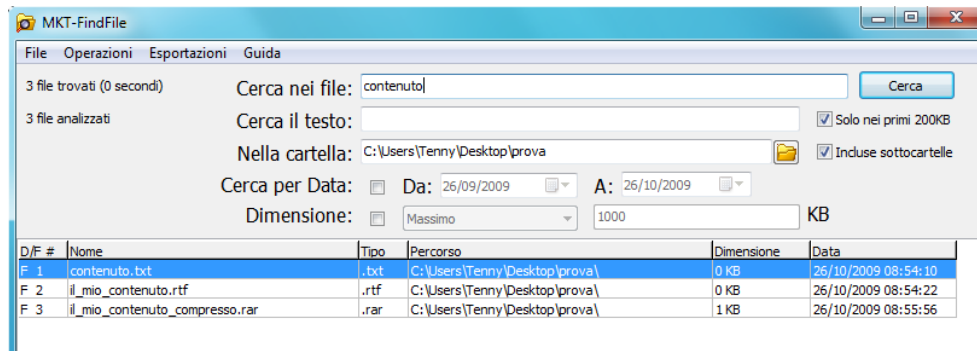 MKT-FindFile
File Operazioni Esportazioni Guida
3 file trovati (0 secondi) Cerca nei file: contenuto Cerca
3 file analizzati Cerca il testo: Solo nei primi 200KB
Nella cartella: C:\Users\Tenny\Desktop\prova Incluse sottocartelle
Cerca per Data: Da: 26/09/2009 A: 26/10/2009
Dimensione: Massimo 1000 KB
D/F # Nome Tipo Percorso Dimensione Data
F 1 contenuto.txt .txt C:\Users\Tenny\Desktop\prova\ 0 KB 26/10/2009 08:54:10
F 2 il_mio_contenuto.rtf .rtf C:\Users\Tenny\Desktop\prova\ 0 KB 26/10/2009 08:54:22
F 3 il_mio_contenuto_compresso.rar .rar C:\Users\Tenny\Desktop\prova\ 1 KB 26/10/2009 08:55:56